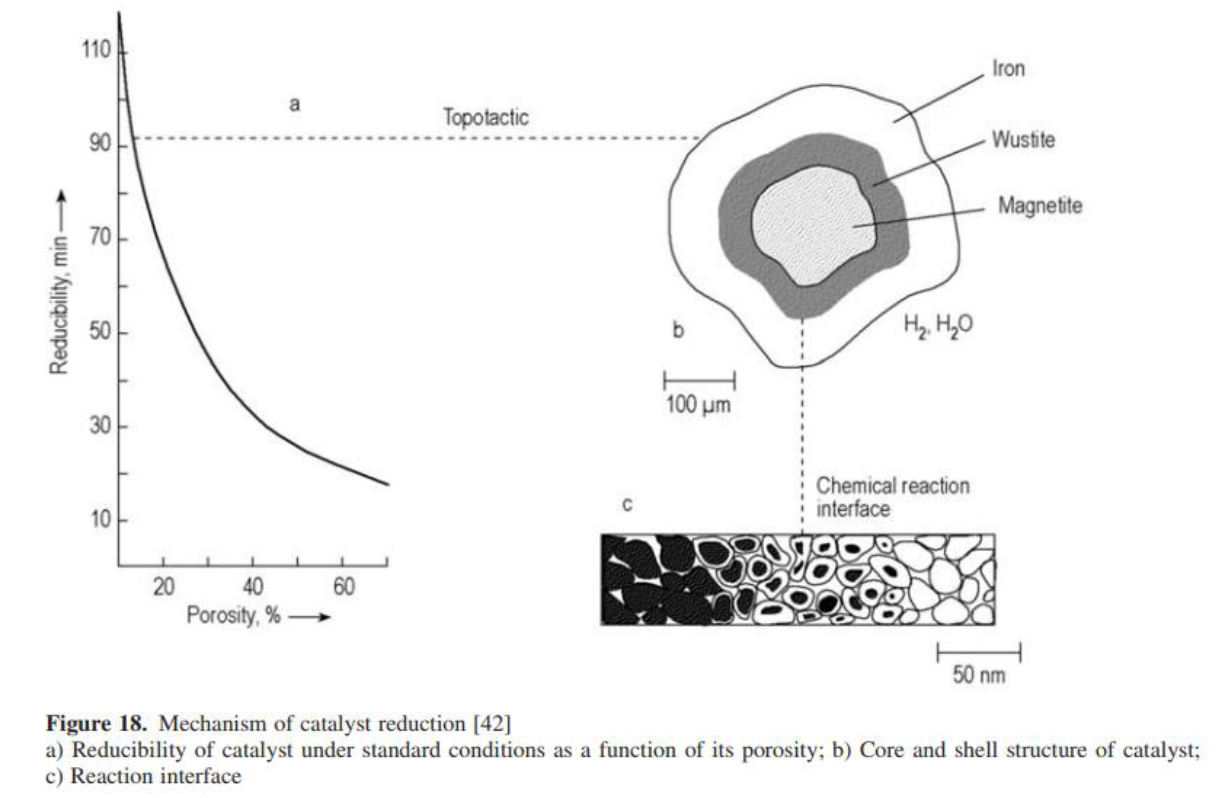 110
90
70
50
30
10
Reducibility, min
20 40 60
Porosity, %
a
Topotactic
Iron
Wustite
Magnetite
b
H₂, H₂O
100 μm
Chemical reaction
interface
c
50 nm
Figure 18. Mechanism of catalyst reduction [42]
a) Reducibility of catalyst under standard conditions as a function of its porosity; b) Core and shell structure of catalyst;
c) Reaction interface